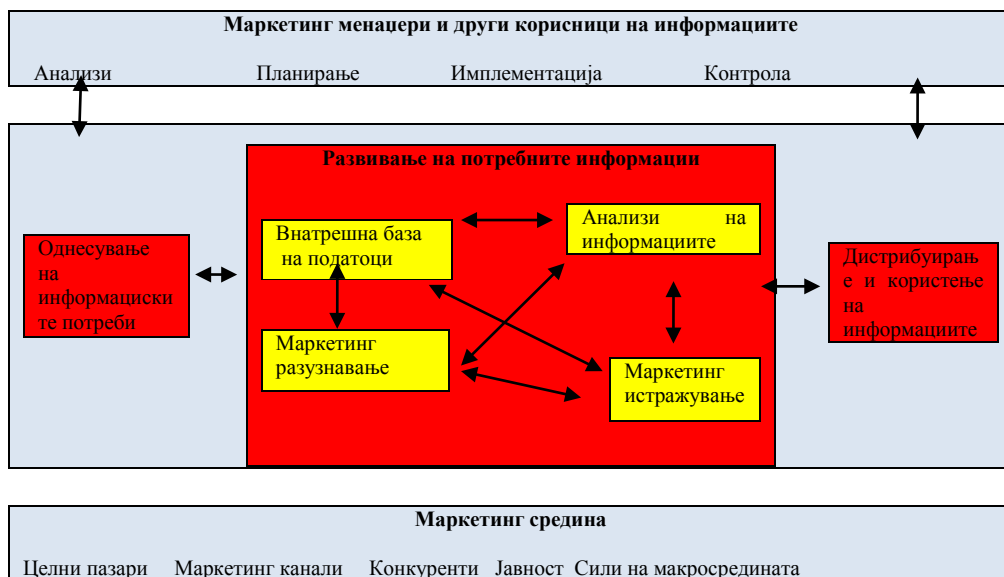 Маркетинг менаџери и други корисници на информациите
Анализи Планирање Имплементација Контрола
Развивање на потребните информации
Внатрешна база
на податоци
Анализи на
информациите
Однесување
на
информациски
те потреби
Дистрибуирањ
е и користење
на
информациите
Маркетинг
разузнавање
Маркетинг
истражување
Маркетинг средина
Целни пазари Маркетинг канали Конкуренти Јавност Сили на макросредината